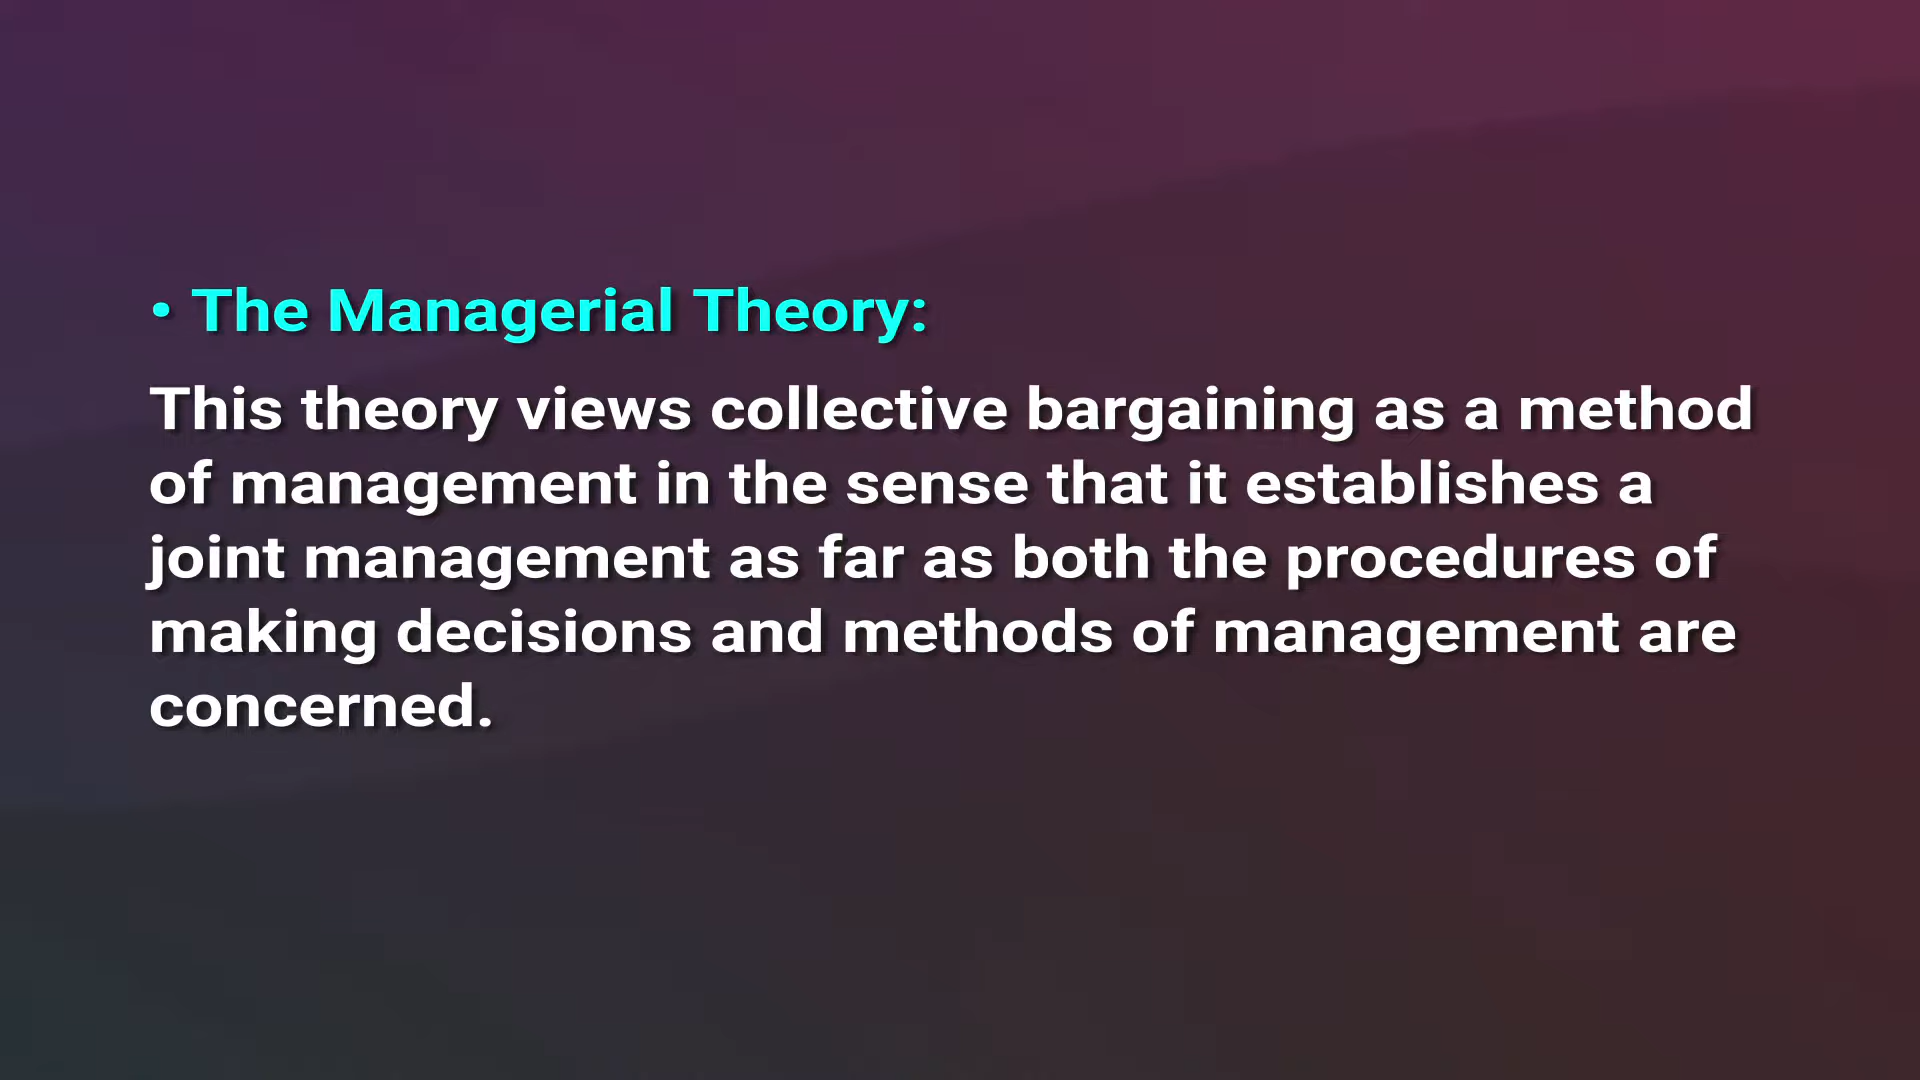 • The Managerial Theory:
This theory views collective bargaining as a method
of management in the sense that it establishes a
joint management as far as both the procedures of
making decisions and methods of management are
concerned.